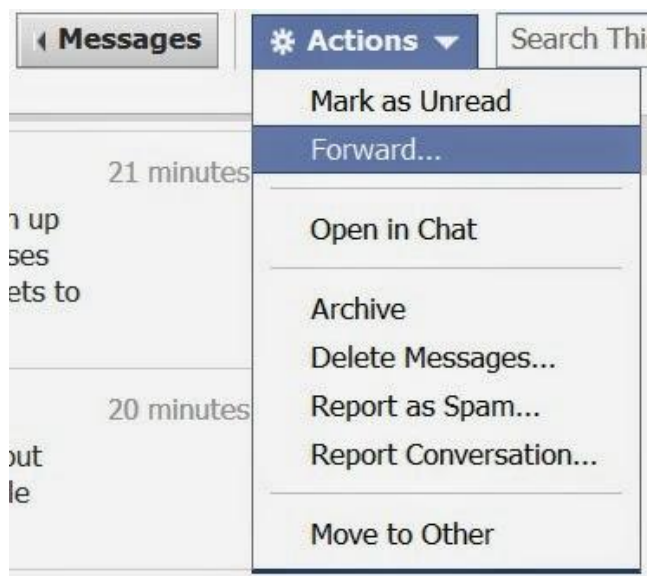 Messages
Actions
Search Thi
Mark as Unread
Forward...
21 minutes
n up
ses
ets to
Open in Chat
Archive
Delete Messages...
Report as Spam...
20 minutes
Report Conversation...
out
le
Move to Other